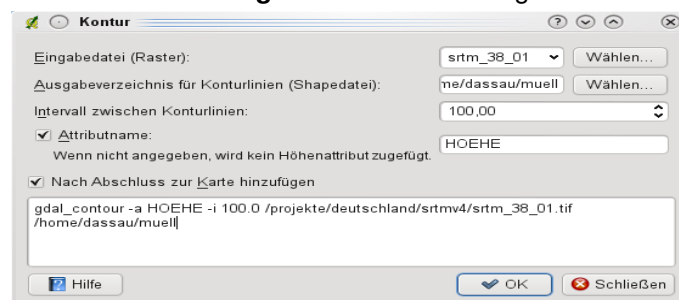 Kontur
Eingabedatei (Raster): srtm_38_01 Wählen...
Ausgabeverzeichnis für Konturlinien (Shapedatei): me/dassau/muell Wählen...
Intervall zwischen Konturlinien: 100,00
Attributname: HOEHE
Wenn nicht angegeben, wird kein Höhenattribut zugefügt.
Nach Abschluss zur Karte hinzufügen
gdal_contour -a HOEHE -i 100.0 /projekte/deutschland/srtmv4/srtm_38_01.tif
/home/dassau/muell
Hilfe OK Schließen